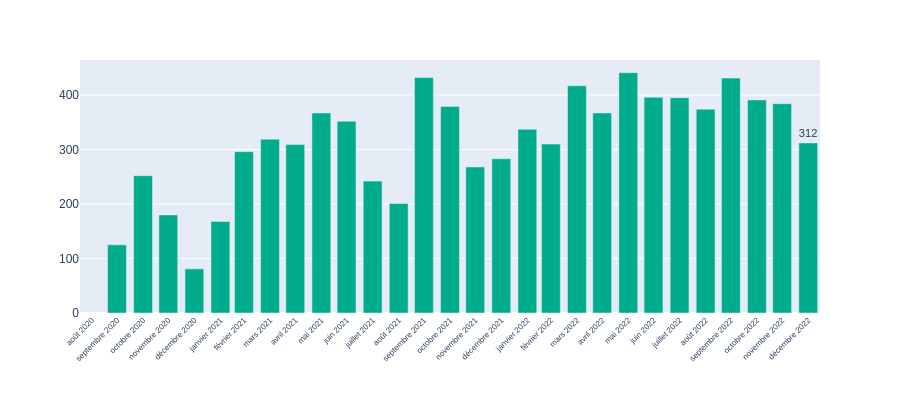 400
300
200
100
0
312
août 2020
septembre 2020
octobre 2020
novembre 2020
décembre 2020
janvier 2021
février 2021
mars 2021
avril 2021
mai 2021
juin 2021
juillet 2021
août 2021
septembre 2021
octobre 2021
novembre 2021
décembre 2021
janvier 2022
février 2022
mars 2022
avril 2022
mai 2022
juin 2022
juillet 2022
août 2022
septembre 2022
octobre 2022
novembre 2022
décembre 2022